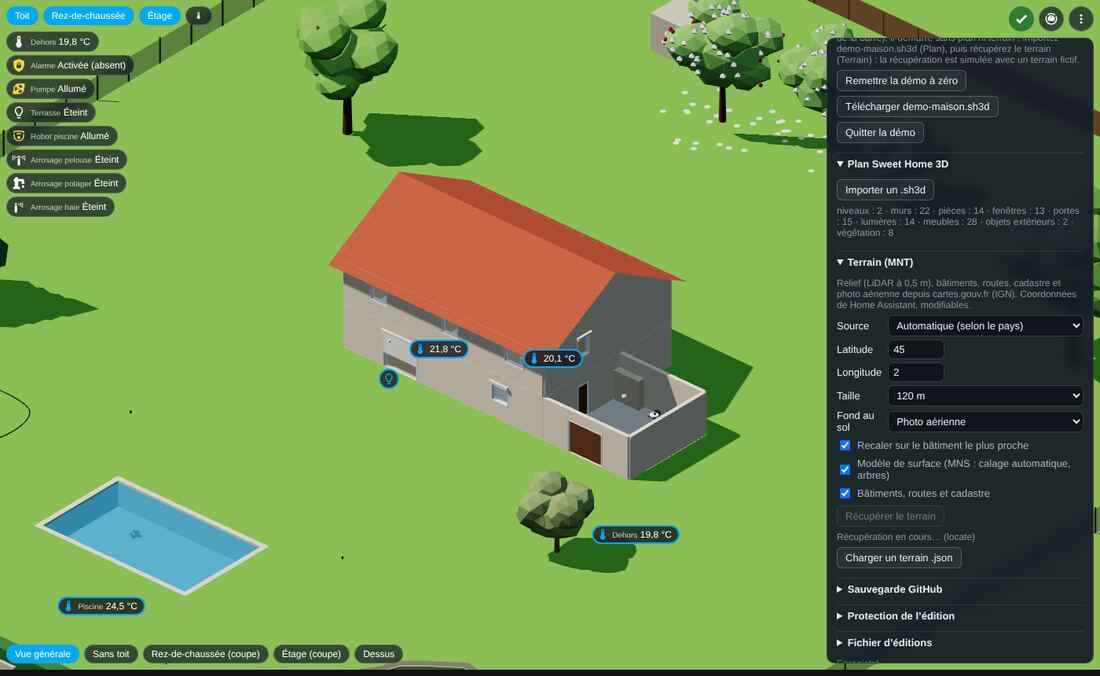 Toit
Rez-de-chaussée
Étage
Dehors 19,8 °C
Alarme Activée (absent)
Pompe Allumé
Terrasse Éteint
Robot piscine Allumé
Arrosage pelouse Éteint
Arrosage potager Éteint
Arrosage haie Éteint
21,8 °C
20,1 °C
Dehors 19,8 °C
Piscine 24,5 °C
Vue générale
Sans toit
Rez-de-chaussée (coupe)
Étage (coupe)
Dessus
de la barre). Il démarre sans plan ni terrain : importez
demo-maison.sh3d (Plan), puis récupérez le terrain
(Terrain) : la récupération est simulée avec un terrain fictif.
Remettre la démo à zéro
Télécharger demo-maison.sh3d
Quitter la démo
Plan Sweet Home 3D
Importer un .sh3d
niveaux : 2 · murs : 22 · pièces : 14 · fenêtres : 13 · portes
: 15 · lumières : 14 · meubles : 28 · objets extérieurs : 2 ·
végétation : 8
Terrain (MNT)
Relief (LiDAR à 0,5 m), bâtiments, routes, cadastre et
photo aérienne depuis cartes.gouv.fr (IGN). Coordonnées
de Home Assistant, modifiables.
Source Automatique (selon le pays)
Latitude 45
Longitude 2
Taille 120 m
Fond au
sol
Photo aérienne
Recaler sur le bâtiment le plus proche
Modèle de surface (MNS : calage automatique,
arbres)
Bâtiments, routes et cadastre
Récupérer le terrain
Récupération en cours… (locate)
Charger un terrain .json
Sauvegarde GitHub
Protection de l'édition
Fichier d'éditions